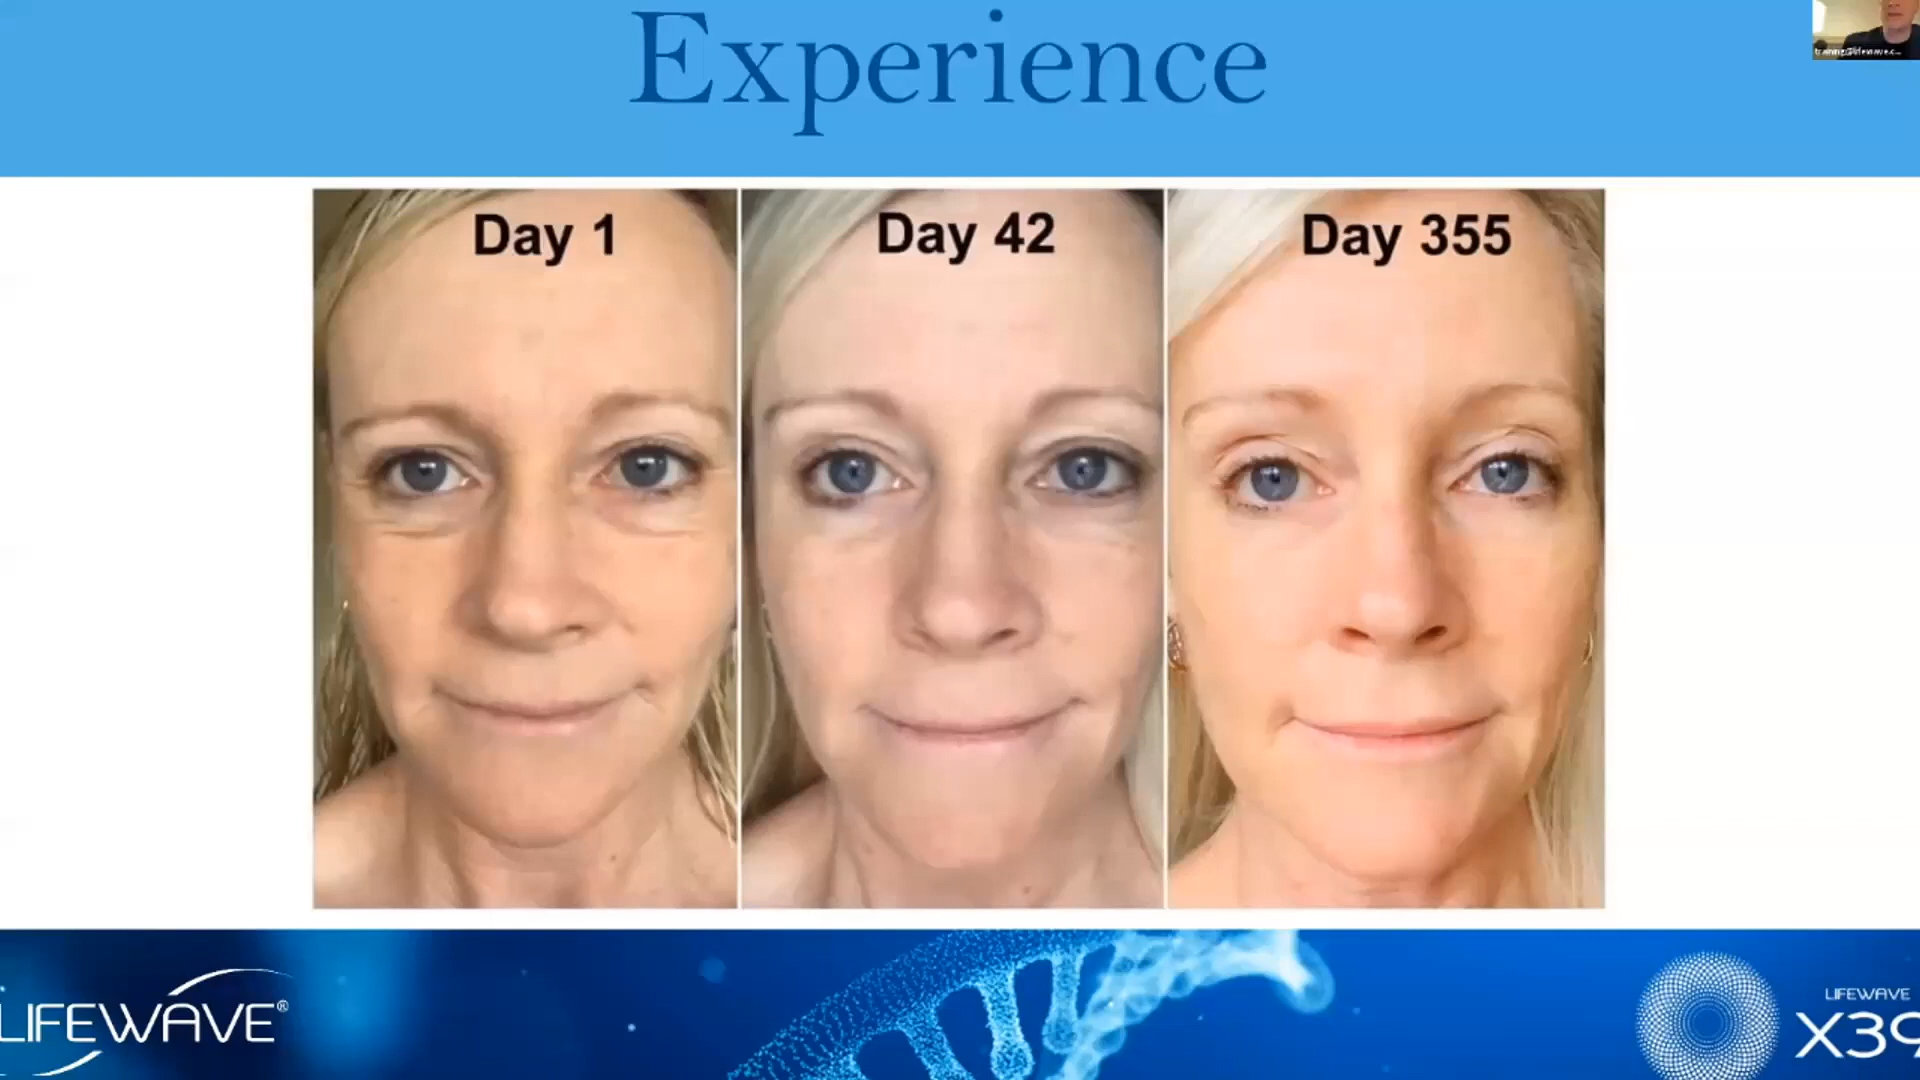 Experience
Day 1
Day 42
Day 355
LIFEWAVE®
LIFEWAVE
X39